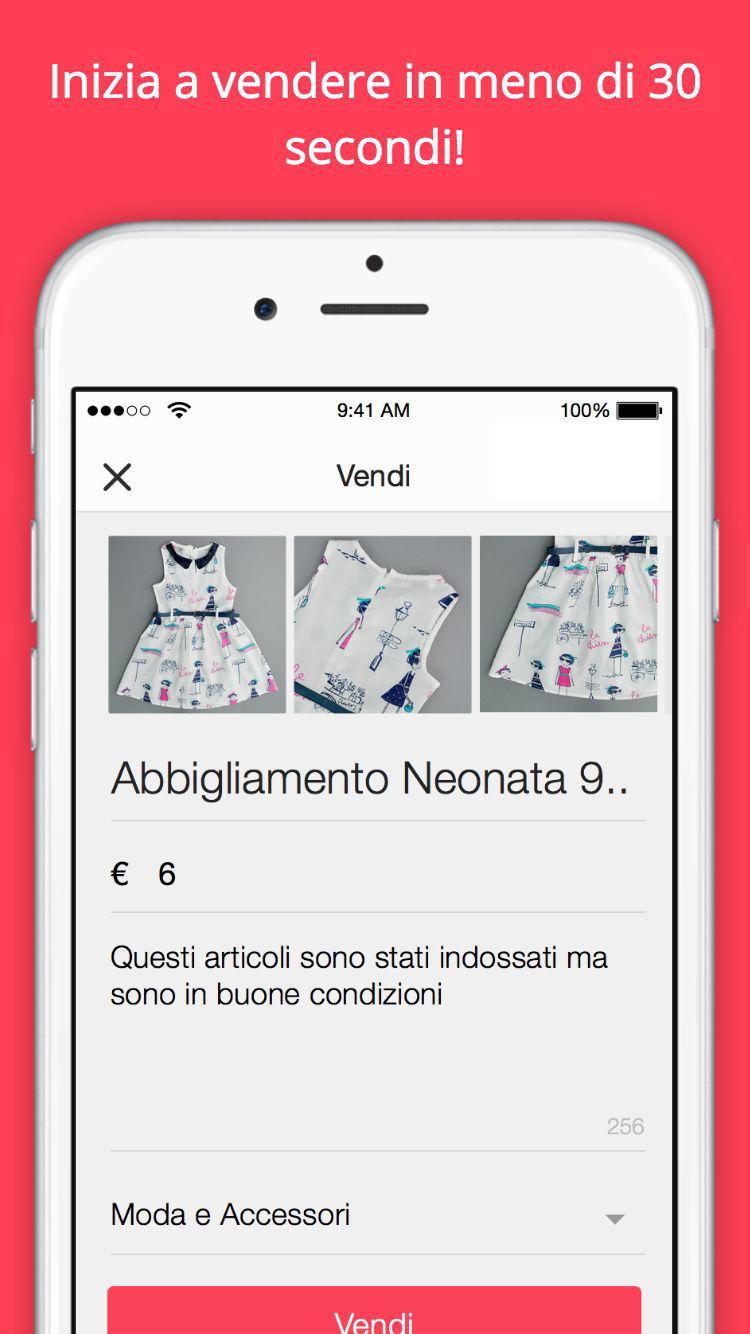 Inizia a vendere in meno di 30
secondi!
9:41 AM
100%
Vendi
Abbigliamento Neonata 9..
€ 6
Questi articoli sono stati indossati ma
sono in buone condizioni
256
Moda e Accessori
Vendi